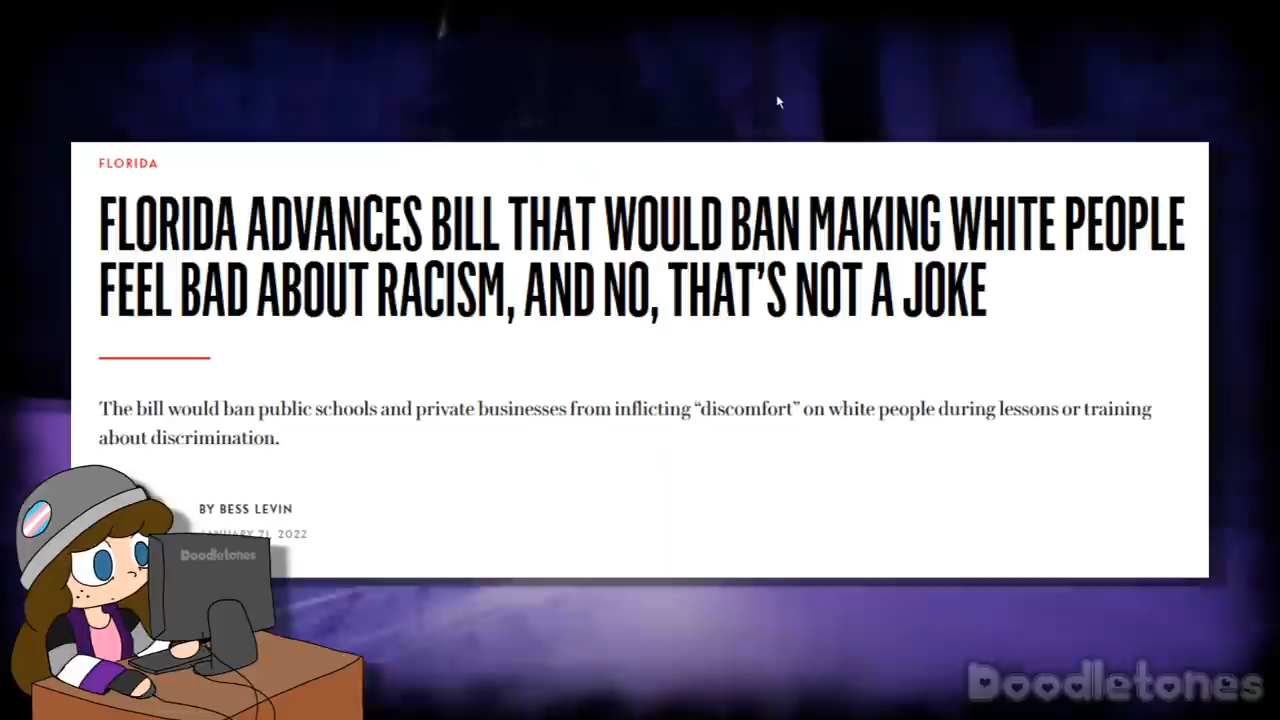 FLORIDA
FLORIDA ADVANCES BILL THAT WOULD BAN MAKING WHITE PEOPLE
FEEL BAD ABOUT RACISM, AND NO, THAT'S NOT A JOKE
The bill would ban public schools and private businesses from inflicting “discomfort” on white people during lessons or training
about discrimination.
BY BESS LEVIN
JANUARY 21, 2022
Doodletones
Doodletones